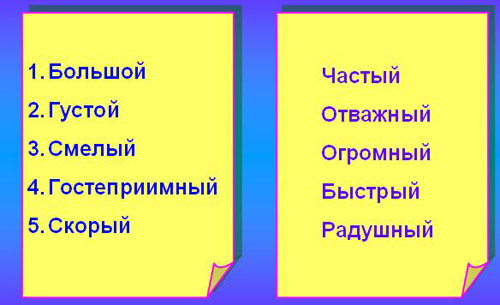 1. Большой
2. Густой
3. Смелый
4. Гостеприимный
5. Скорый
Частый
Отважный
Огромный
Быстрый
Радушный